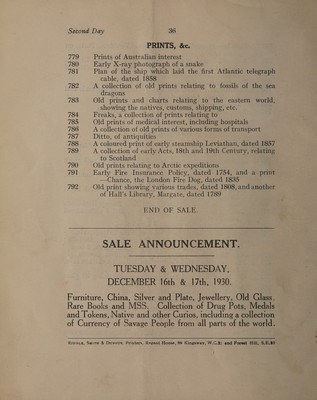 Second Day 36
PRINTS, &c.
779 Prints of Australian interest
780 Early X-ray photograph of a snake
781 Plan of the ship which laid the first Atlantic telegraph
cable, dated 1858
782 A collection of old prints relating to fossils of the sea
dragons
783 Old prints and charts relating to the eastern world,
showing the natives, customs, shipping, etc.
784 Freaks, a collection of prints relating to
785 Old prints of medical interest, including hospitals
786 A collection of old prints of various forms of transport
787 Ditto, of antiquities
788 A coloured print of early steamship Leviathan, dated 1857
789 A collection of early Acts, 18th and 19th Century, relating
to Scotland
790 Old prints relating to Arctic expeditions
791 Early Fire Insurance Policy, dated 1754, and a print
—Chance, the London Fire Dog, dated 1835
792 Old print showing various trades, dated 1808, and another
of Hall's Library, Margate, dated 1789
END OF SALE.
SALE ANNOUNCEMENT.
TUESDAY & WEDNESDAY,
DECEMBER 16th & 17th, 1930.
Furniture, China, Silver and Plate, Jewellery, Old Glass,
Rare Books and MSS. Collection of Drug Pots, Medals
and Tokens, Native and other Curios, including a collection
of Currency of Savage People from all parts of the world.
Printers, House, Kingsway, W.C.2; and Forest Hill, S.E.23